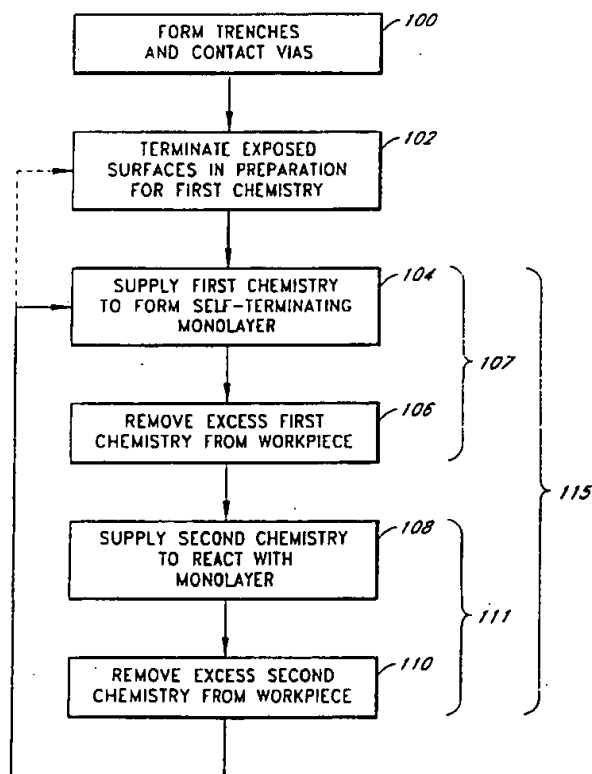 FORM TRENCHES
AND CONTACT VIAS
100
TERMINATE EXPOSED
SURFACES IN PREPARATION
FOR FIRST CHEMISTRY
102
SUPPLY FIRST CHEMISTRY
TO FORM SELF-TERMINATING
MONOLAYER
104
REMOVE EXCESS FIRST
CHEMISTRY FROM WORKPIECE
106
107
SUPPLY SECOND CHEMISTRY
TO REACT WITH
MONOLAYER
108
REMOVE EXCESS SECOND
CHEMISTRY FROM WORKPIECE
110
111
115